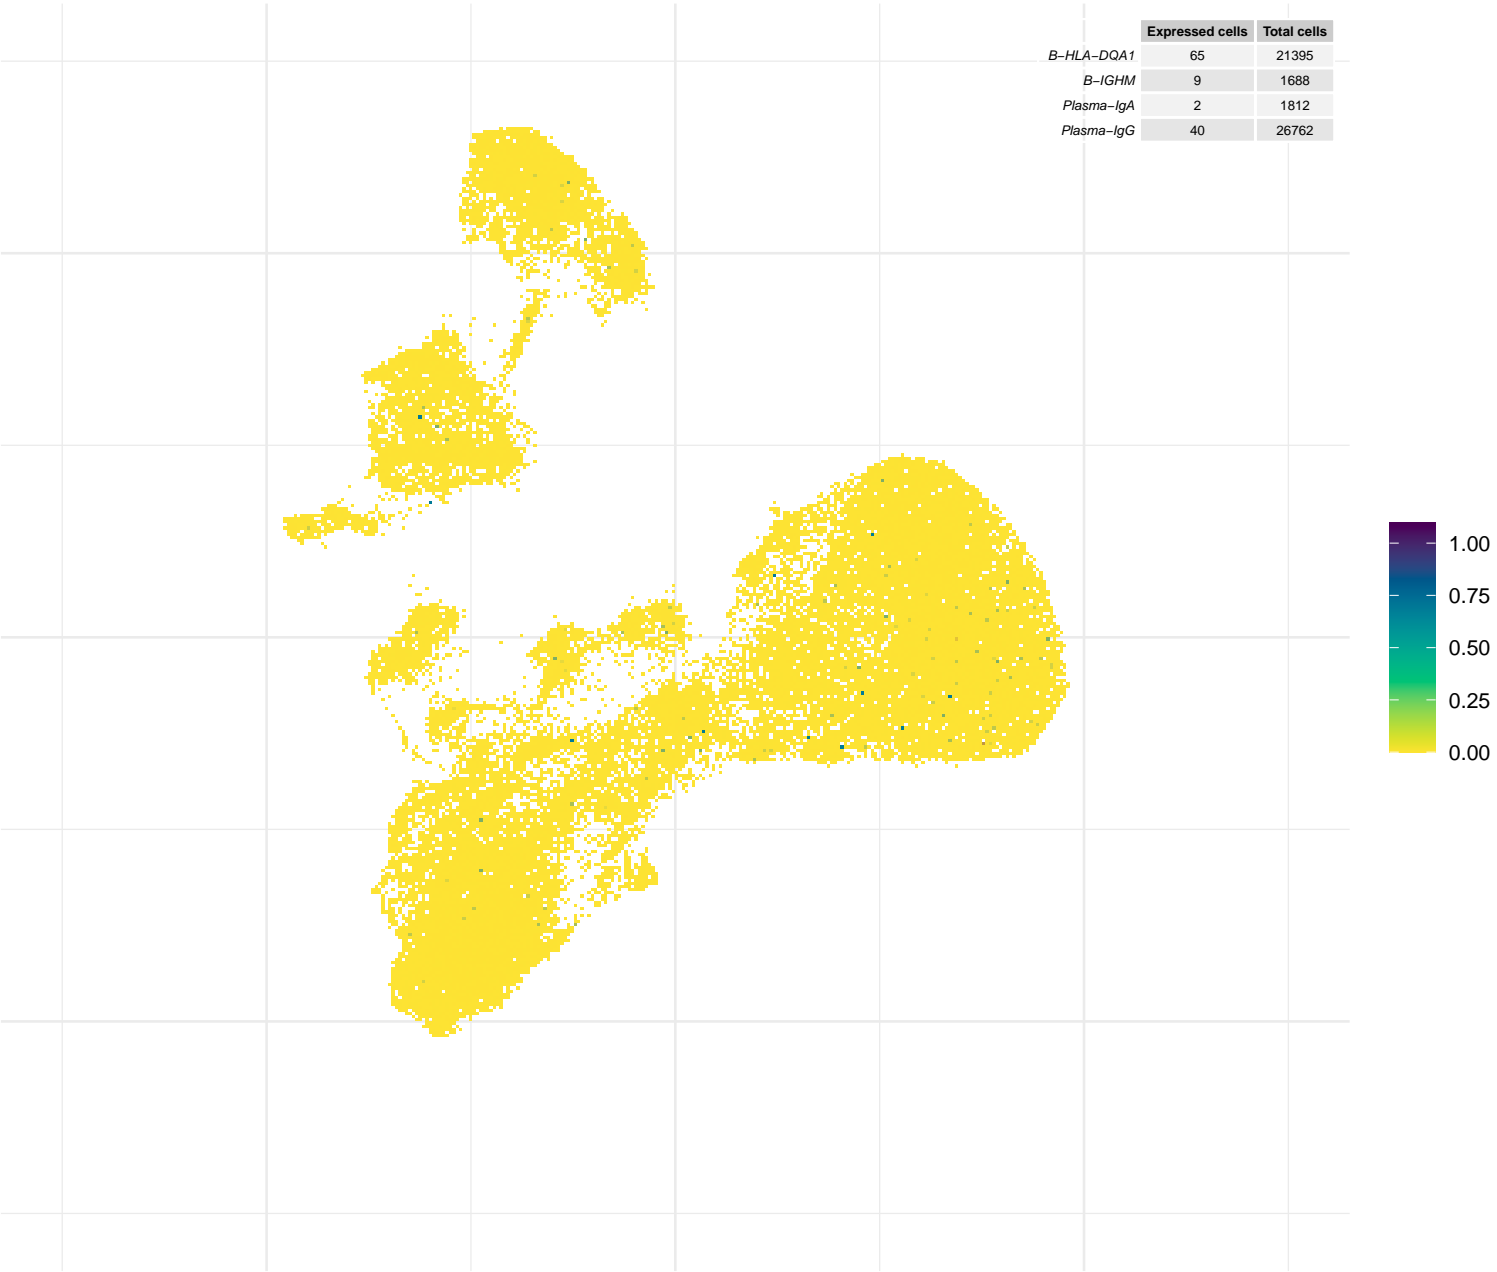 Expressed cells Total cells
B−HLA−DQA1 65 21395
B−IGHM 9 1688
Plasma−IgA 2 1812
Plasma−IgG 40 26762
1.00
0.75
0.50
0.25
0.00